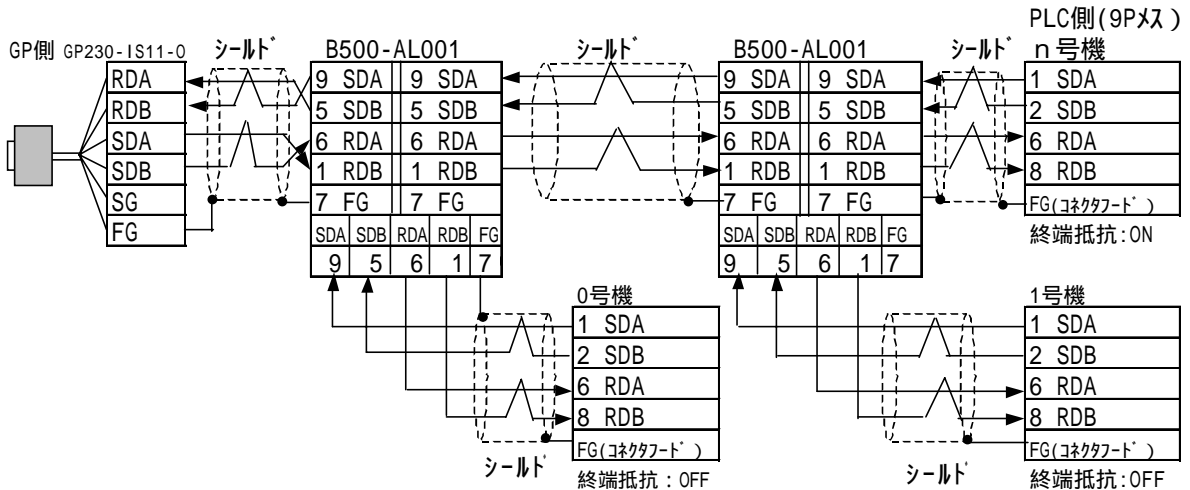 PLC側(9Pメス)
GP側 GP230-IS11-O
シールド
B500-AL001
シールド
B500-AL001
シールド
n号機
RDA
RDB
SDA
SDB
SG
FG
9 SDA 9 SDA
5 SDB 5 SDB
6 RDA 6 RDA
1 RDB 1 RDB
7 FG 7 FG
SDA SDB RDA RDB FG
9 5 6 1 7
9 SDA 9 SDA
5 SDB 5 SDB
6 RDA 6 RDA
1 RDB 1 RDB
7 FG 7 FG
SDA SDB RDA RDB FG
9 5 6 1 7
1 SDA
2 SDB
6 RDA
8 RDB
FG(コネクタフード)
終端抵抗:ON
0号機
1 SDA
2 SDB
6 RDA
8 RDB
FG(コネクタフード)
シールド
終端抵抗:OFF
1号機
1 SDA
2 SDB
6 RDA
8 RDB
FG(コネクタフード)
シールド
終端抵抗:OFF